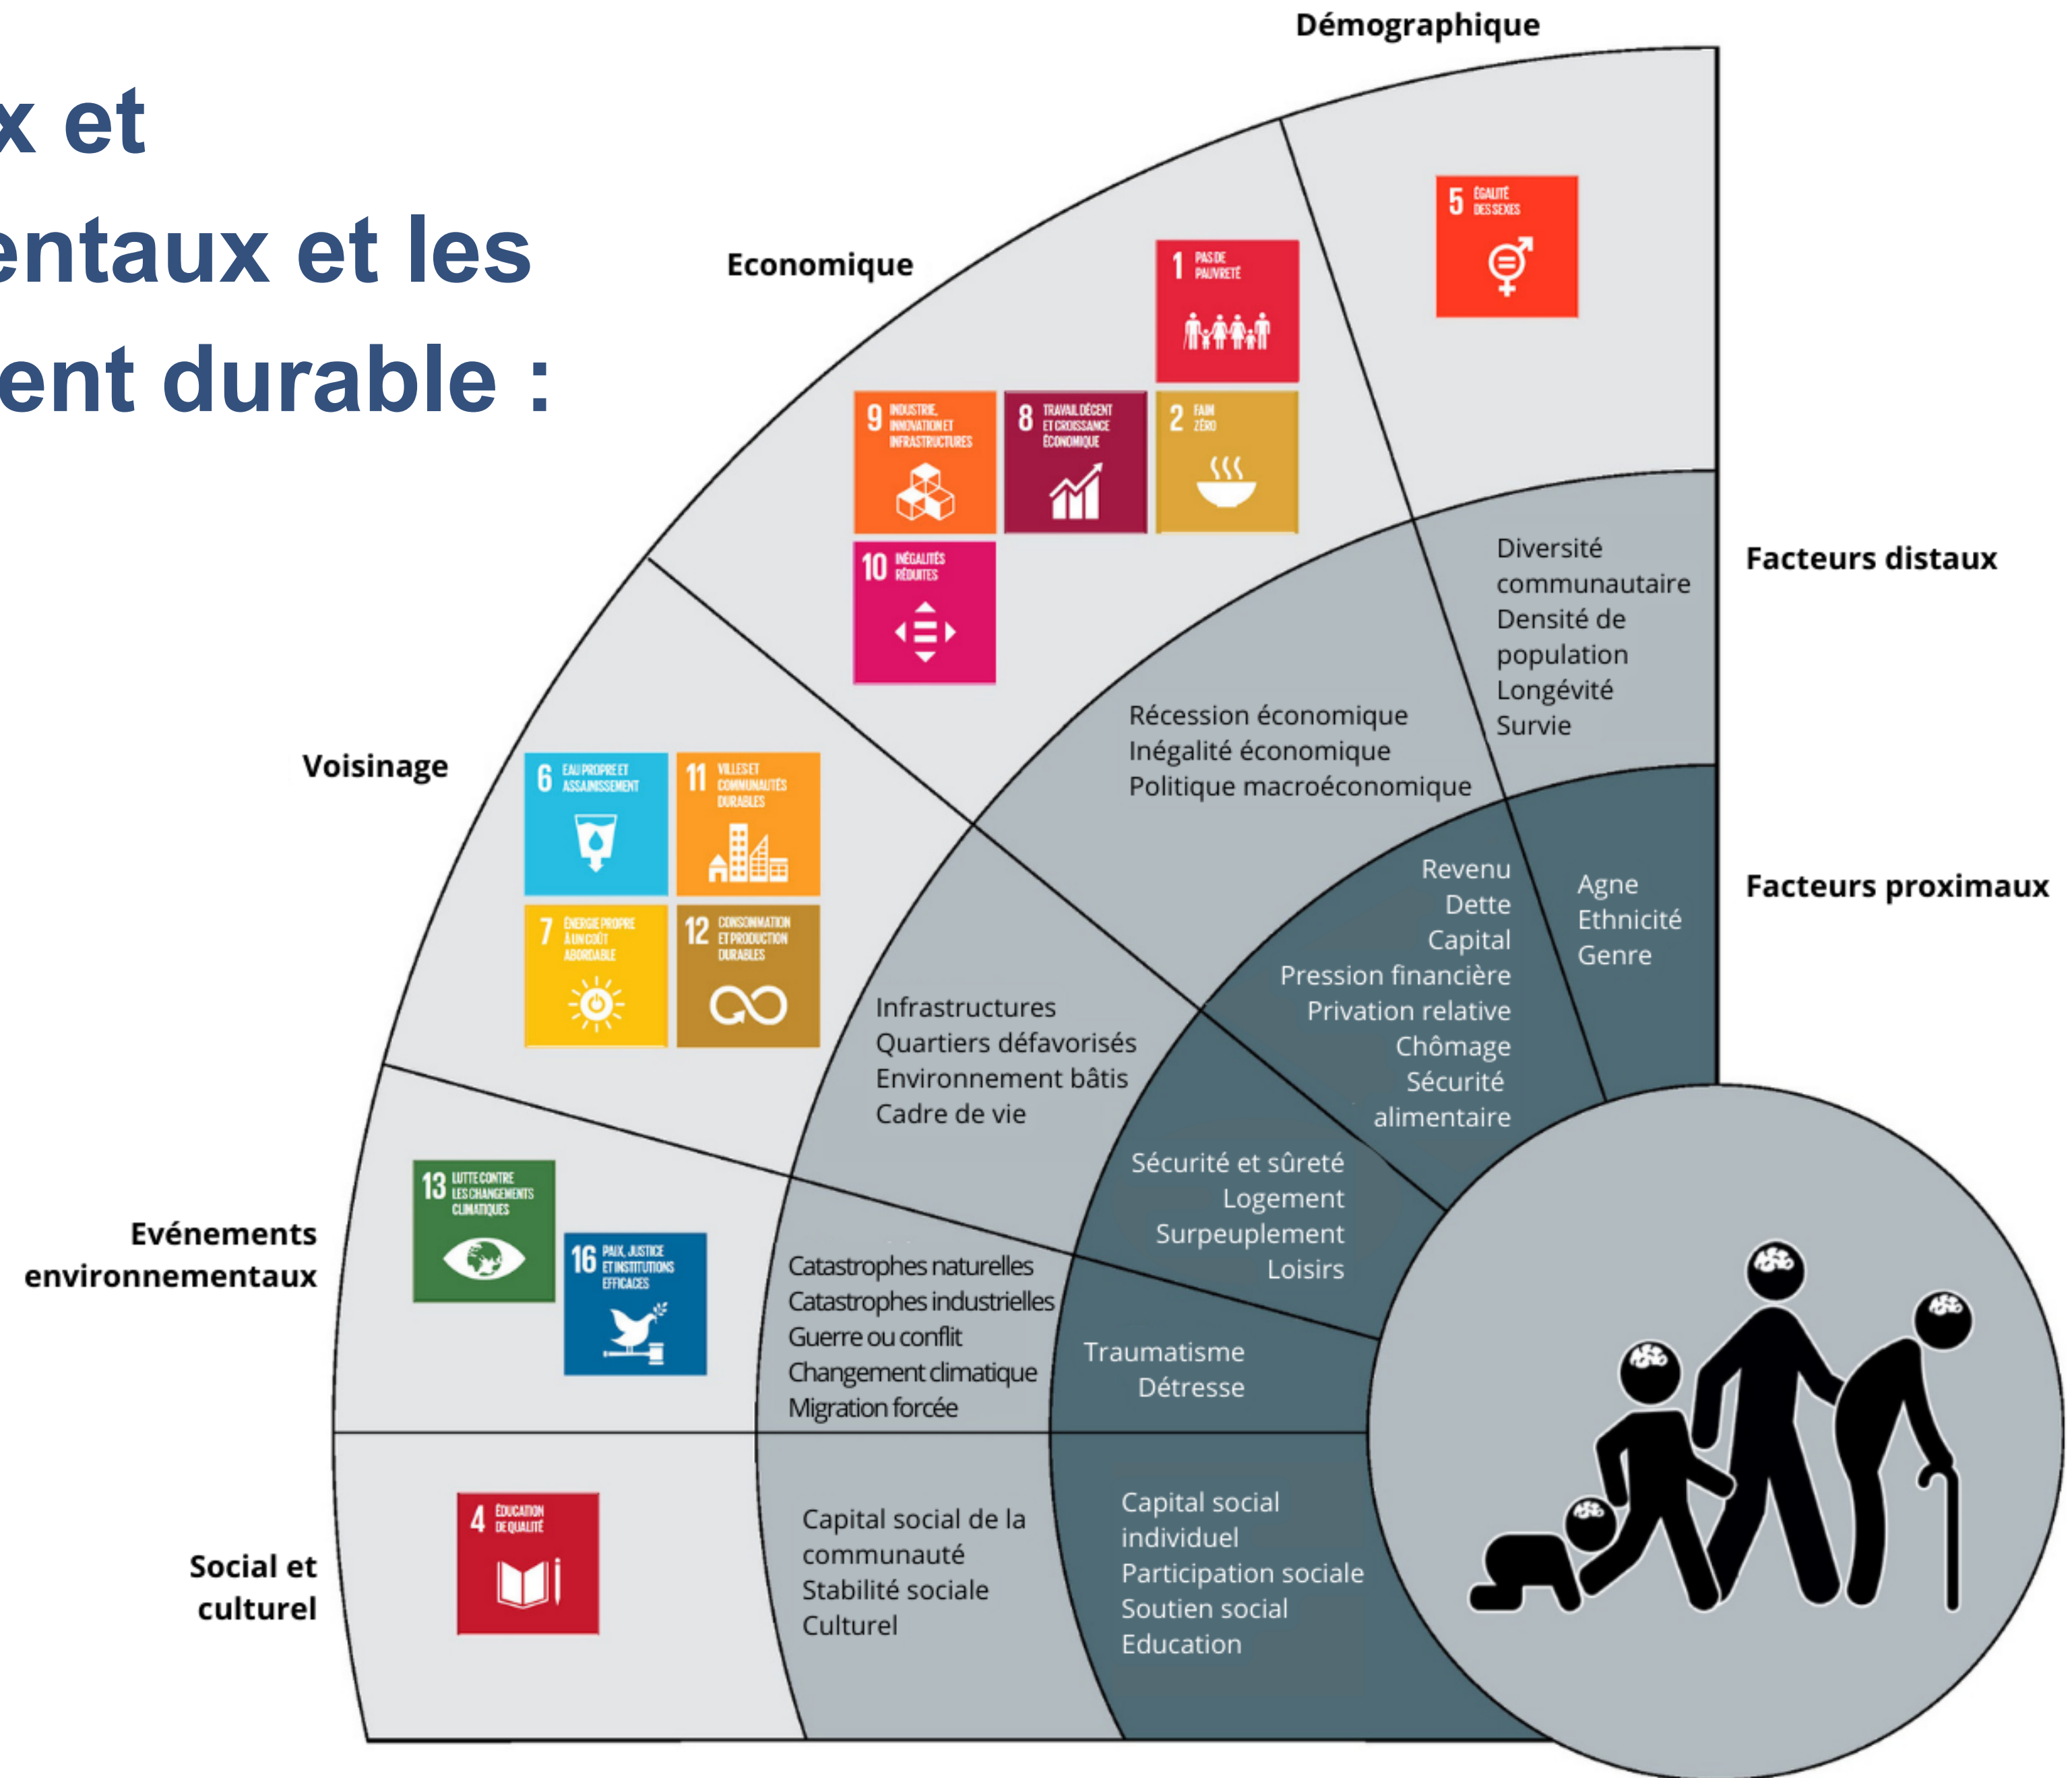 x et
entaux et les
ent durable :
Démographique
5 ÉGALITÉ
DES SEXES
Economique
1 PAS DE
PAUVRETÉ
9 INDUSTRIE,
INNOVATION ET
INFRASTRUCTURES
8 TRAVAIL DÉCENT
ET CROISSANCE
ÉCONOMIQUE
2 FAIM
ZÉRO
10 INÉGALITÉS
RÉDUITES
Diversité
communautaire
Densité de
population
Longévité
Survie
Facteurs distaux
Récession économique
Inégalité économique
Politique macroéconomique
Voisinage
6 EAU PROPRE ET
ASSAINISSEMENT
11 VILLES ET
COMMUNAUTÉS
DURABLES
7 ÉNERGIE PROPRE
À UN COÛT
ABORDABLE
12 CONSOMMATION
ET PRODUCTION
DURABLES
Revenu
Dette
Capital
Pression financière
Privation relative
Chômage
Sécurité
alimentaire
Agne
Ethnicité
Genre
Facteurs proximaux
Infrastructures
Quartiers défavorisés
Environnement bâtis
Cadre de vie
Sécurité et sûreté
Logement
Surpeuplement
Loisirs
Evénements
environnementaux
13 LUTTE CONTRE
LES CHANGEMENTS
CLIMATIQUES
16 PAIX, JUSTICE
ET INSTITUTIONS
EFFICACES
Catastrophes naturelles
Catastrophes industrielles
Guerre ou conflit
Changement climatique
Migration forcée
Traumatisme
Détresse
Social et
culturel
4 ÉDUCATION
DE QUALITÉ
Capital social de la
communauté
Stabilité sociale
Culturel
Capital social
individuel
Participation sociale
Soutien social
Education